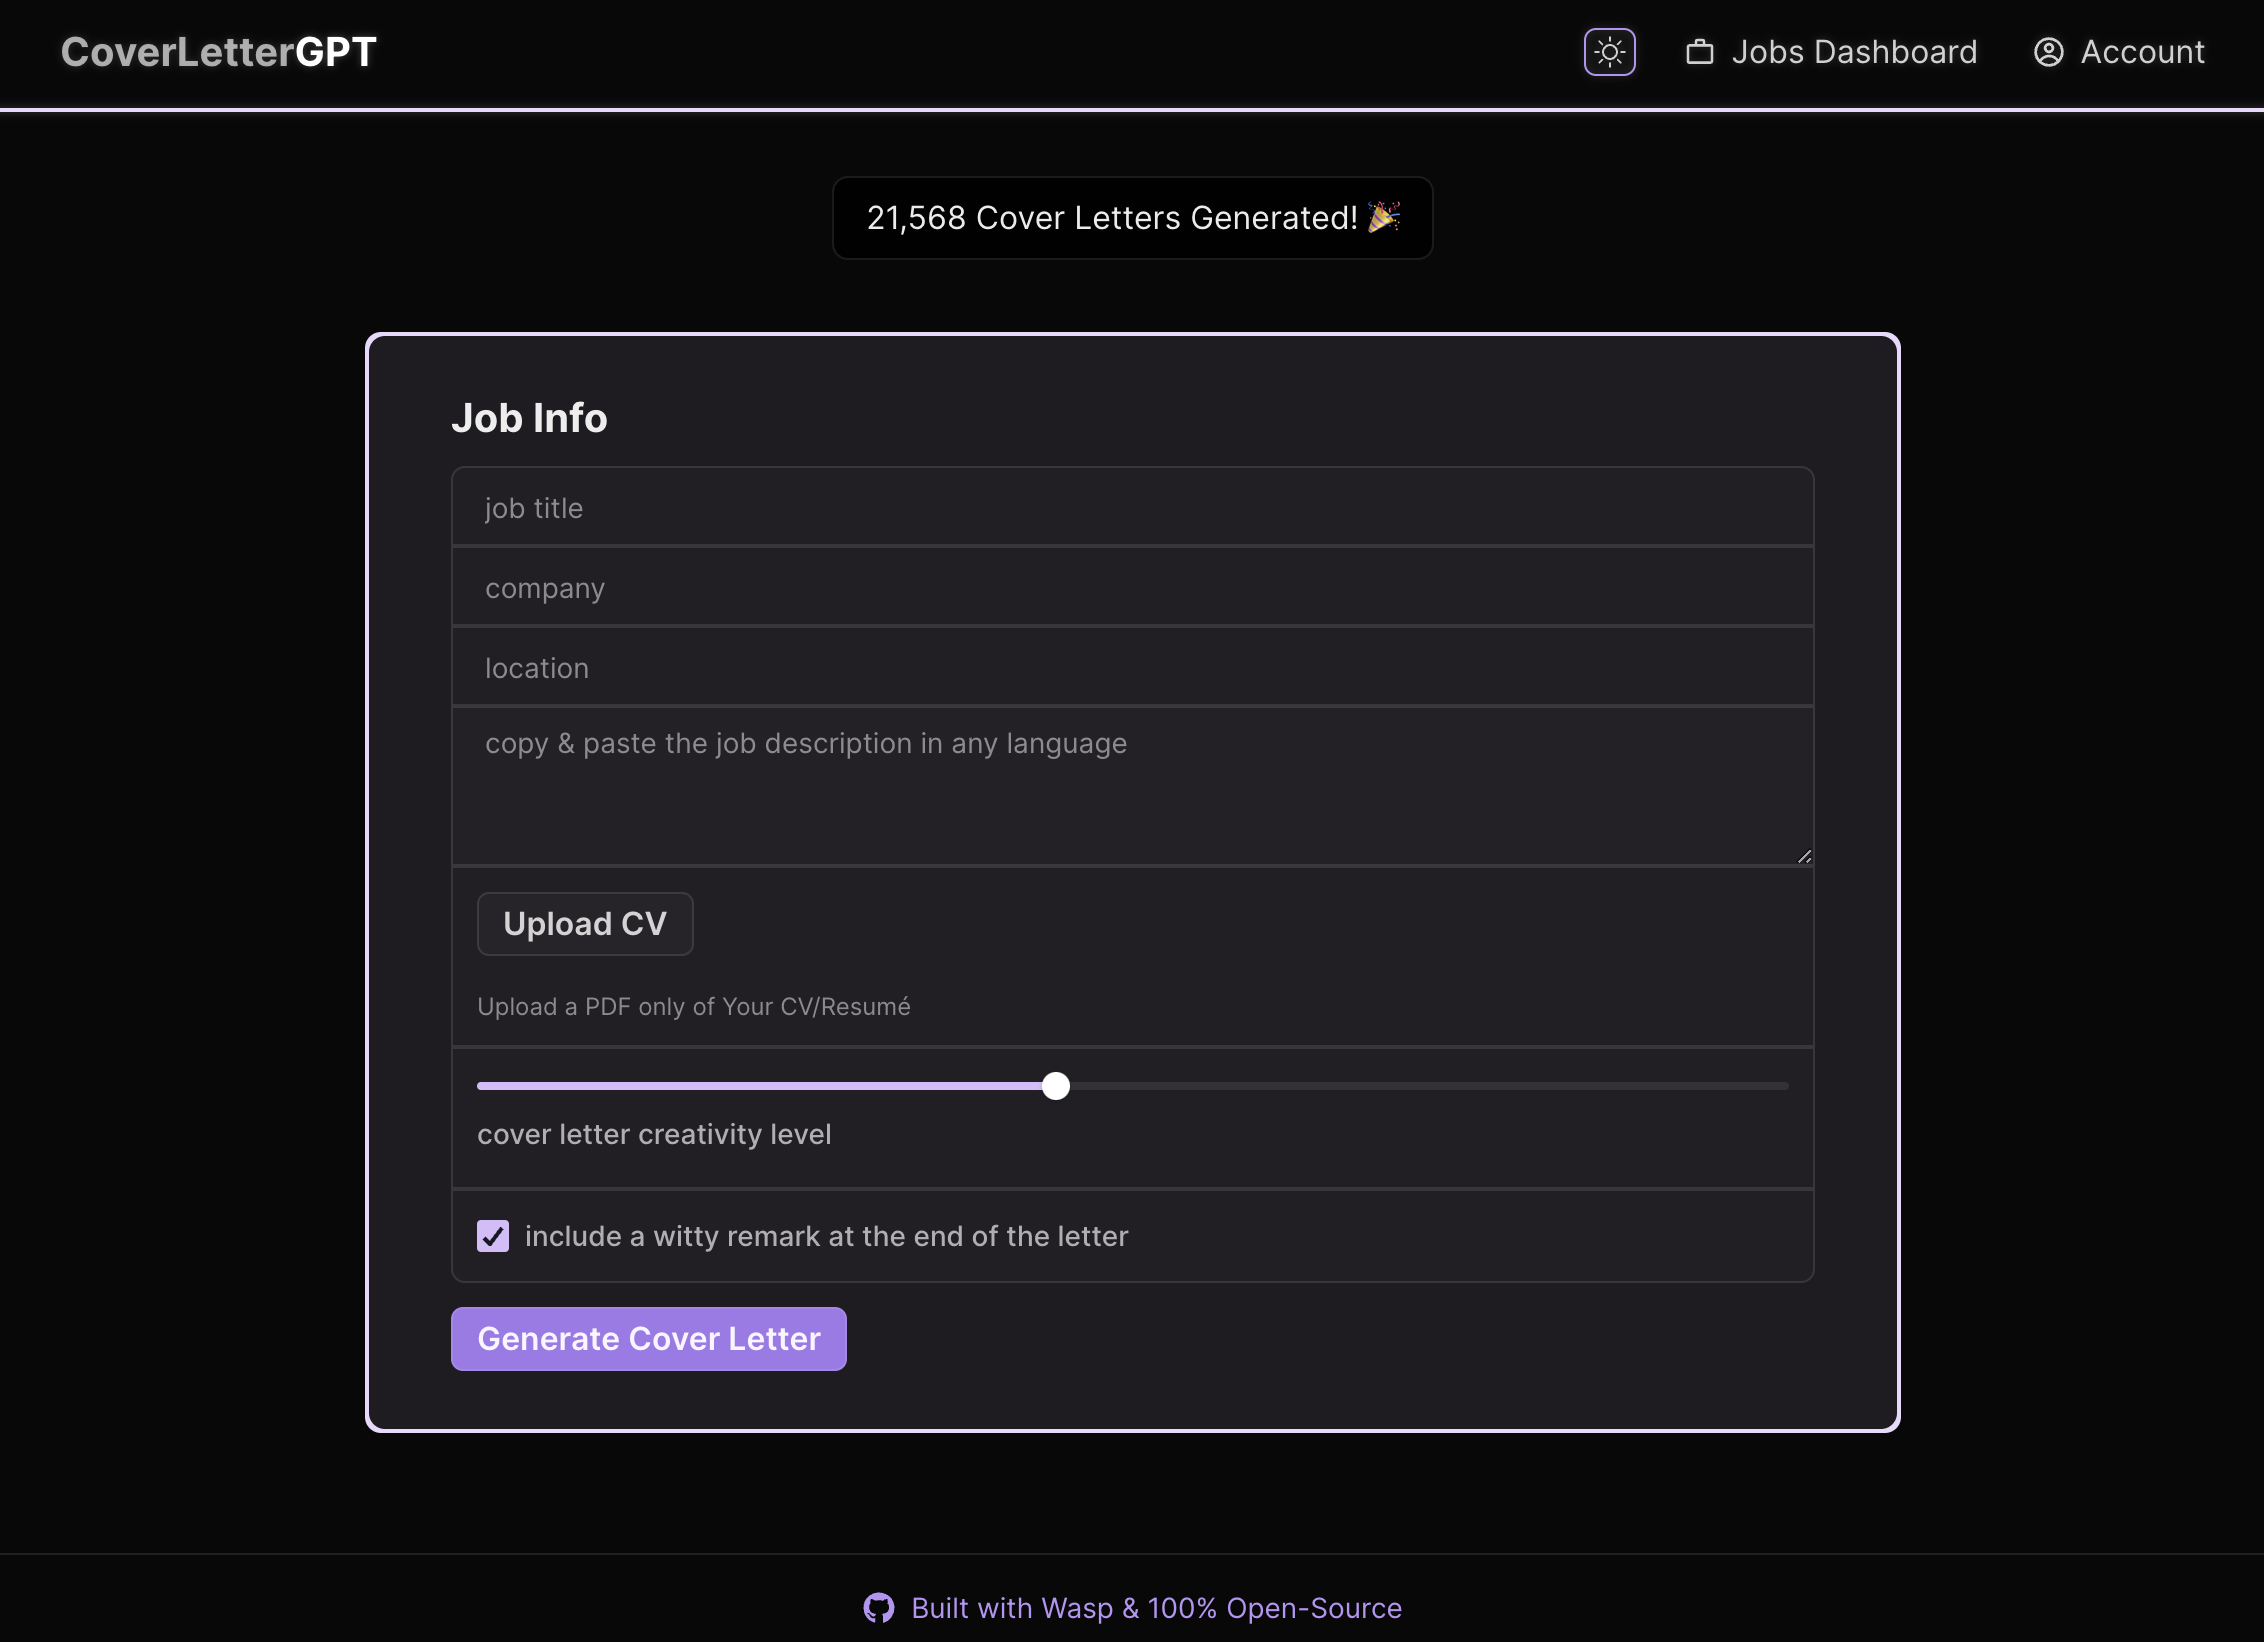 CoverLetterGPT
Jobs Dashboard
Account
21,568 Cover Letters Generated! 🎉
Job Info
job title
company
location
copy & paste the job description in any language
Upload CV
Upload a PDF only of Your CV/Resumé
cover letter creativity level
include a witty remark at the end of the letter
Generate Cover Letter
Built with Wasp & 100% Open-Source